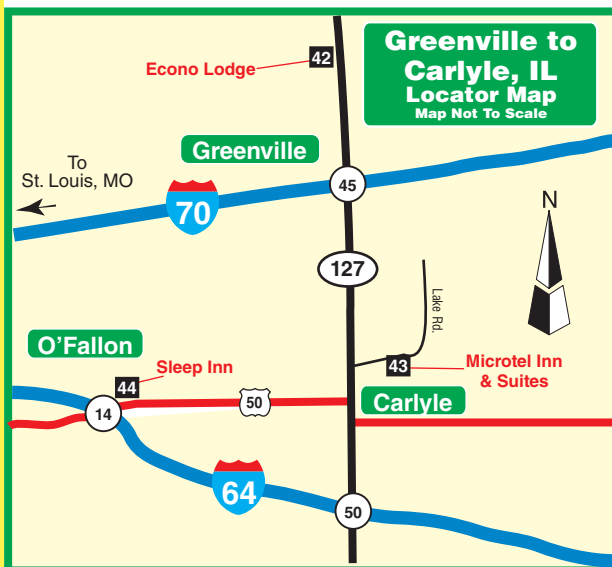 Greenville to
Carlyle, IL
Locator Map
Map Not To Scale
42
Econo Lodge
Greenville
To
St. Louis, MO
45
70
N
127
Lake Rd.
O'Fallon
Sleep Inn
43
Microtel Inn
& Suites
44
50
Carlyle
14
64
50